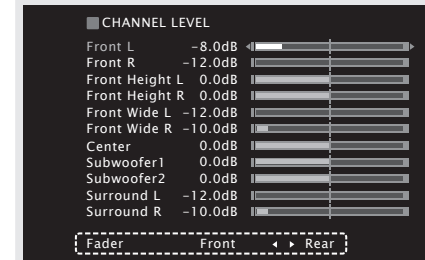 CHANNEL LEVEL
Front L −8.0dB
Front R −12.0dB
Front Height L 0.0dB
Front Height R 0.0dB
Front Wide L −12.0dB
Front Wide R −10.0dB
Center 0.0dB
Subwoofer1 0.0dB
Subwoofer2 0.0dB
Surround L −12.0dB
Surround R −10.0dB
Fader Front Rear